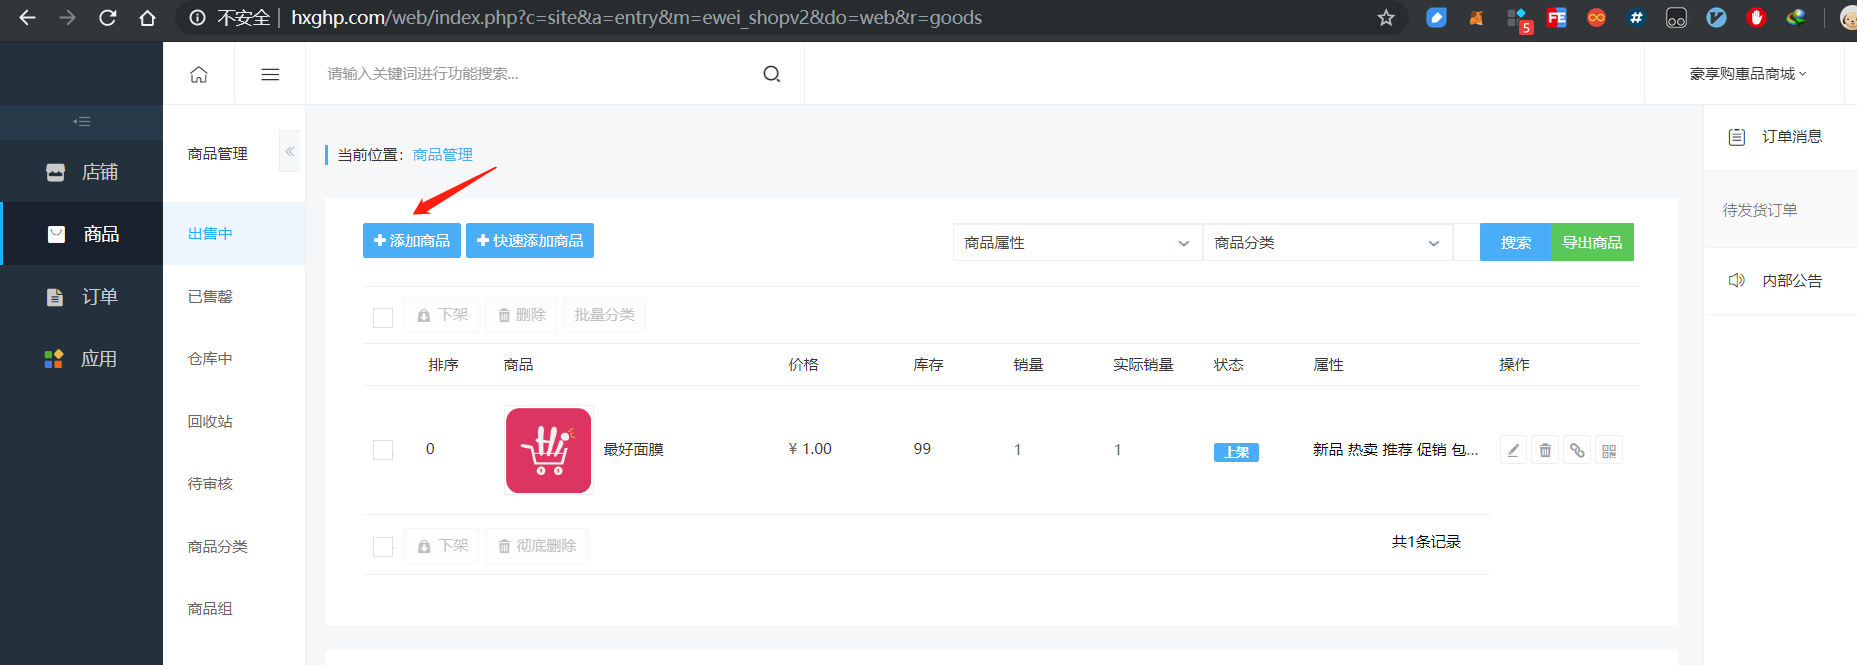 不安全 | hxghp.com/web/index.php?c=site&a=entry&m=ewei_shopv2&do=web&r=goods
5
FE
#
请输入关键词进行功能搜索...
豪享购惠品商城
店铺
商品
订单
应用
商品管理
出售中
已售罄
仓库中
回收站
待审核
商品分类
商品组
当前位置：商品管理
添加商品 快速添加商品 商品属性 商品分类 搜索 导出商品
下架 删除 批量分类
排序 商品 价格 库存 销量 实际销量 状态 属性 操作
0 Hi 最好面膜 ¥ 1.00 99 1 1 上架 新品 热卖 推荐 促销 包...
下架 彻底删除 共1条记录
订单消息
待发货订单
内部公告